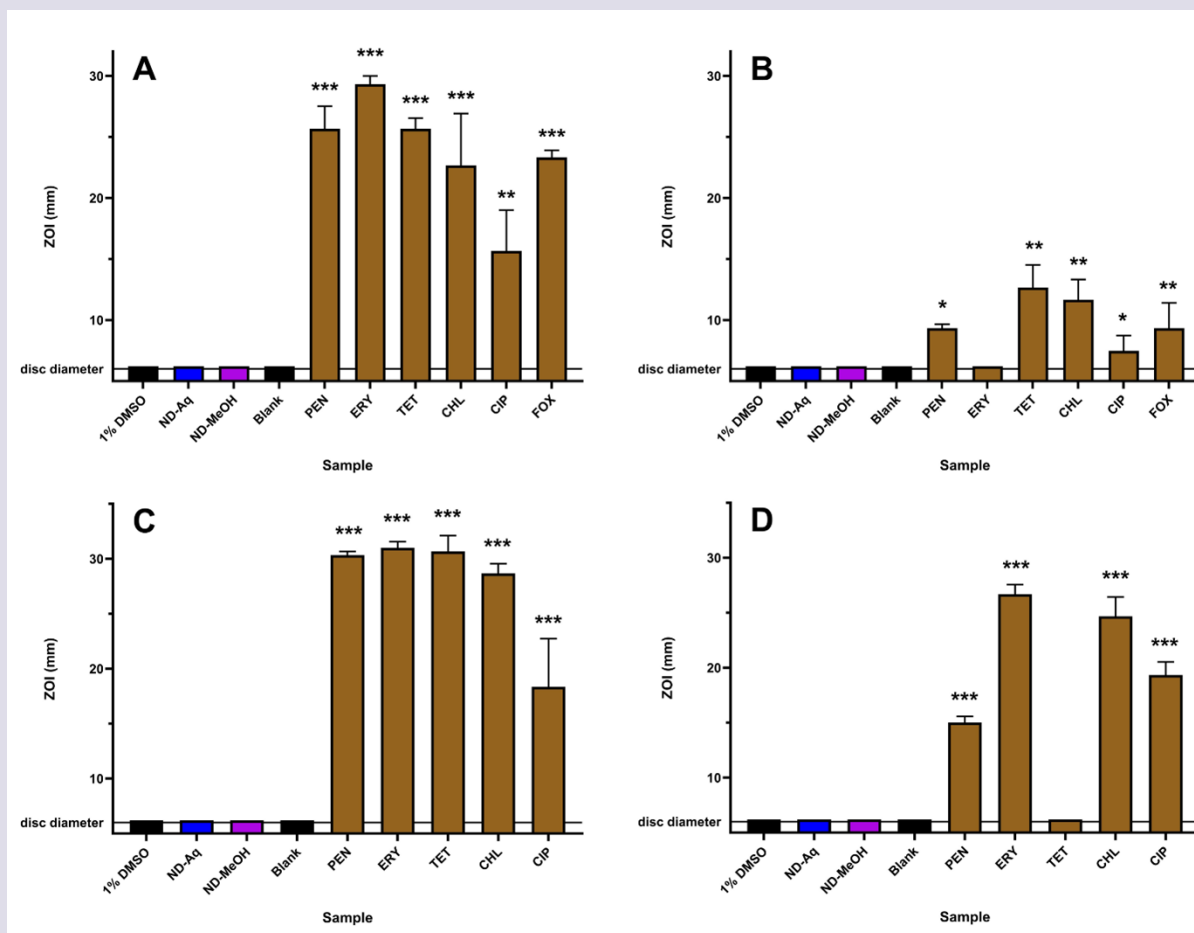 A
***
***
***
***
**
***
30
20
10
ZOI (mm)
disc diameter
1% DMSO
ND-Aq
ND-MeOH
Blank
PEN
ERY
TET
CHL
CIP
FOX
Sample
B
*
**
**
*
**
30
20
10
ZOI (mm)
disc diameter
1% DMSO
ND-Aq
ND-MeOH
Blank
PEN
ERY
TET
CHL
CIP
FOX
Sample
C
***
***
***
***
***
30
20
10
ZOI (mm)
disc diameter
1% DMSO
ND-Aq
ND-MeOH
Blank
PEN
ERY
TET
CHL
CIP
Sample
D
***
***
***
***
30
20
10
ZOI (mm)
disc diameter
1% DMSO
ND-Aq
ND-MeOH
Blank
PEN
ERY
TET
CHL
CIP
Sample